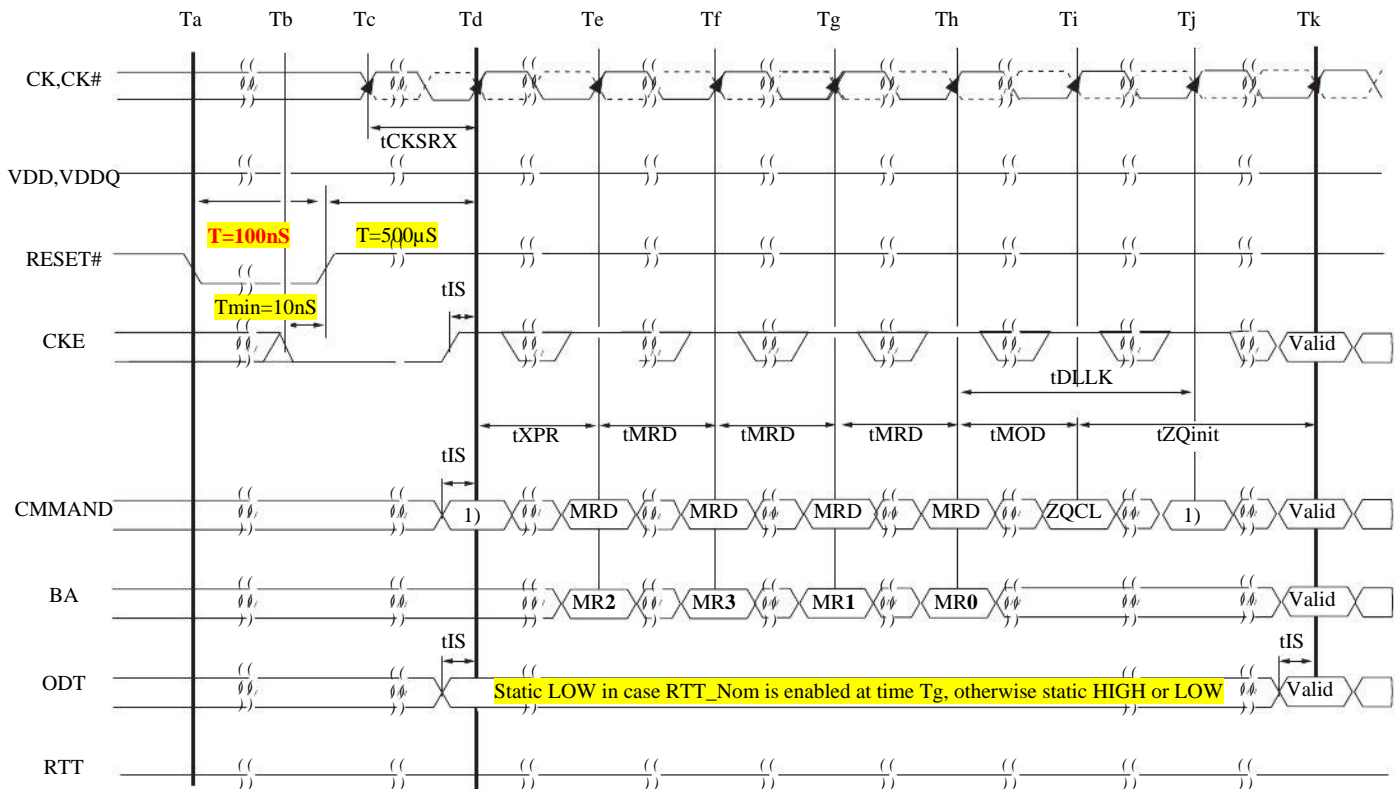 Ta Tb Tc Td Te Tf Tg Th Ti Tj Tk
CK,CK#
tCKSRX
VDD,VDDQ
T=100nS T=500µS
RESET#
Tmin=10nS tIS
CKE Valid
tDLLK
tXPR tMRD tMRD tMRD tMOD tZQinit
tIS
CMMAND 1) MRD MRD MRD MRD ZQCL 1) Valid
BA MR2 MR3 MR1 MR0 Valid
tIS tIS
ODT Static LOW in case RTT_Nom is enabled at time Tg, otherwise static HIGH or LOW Valid
RTT